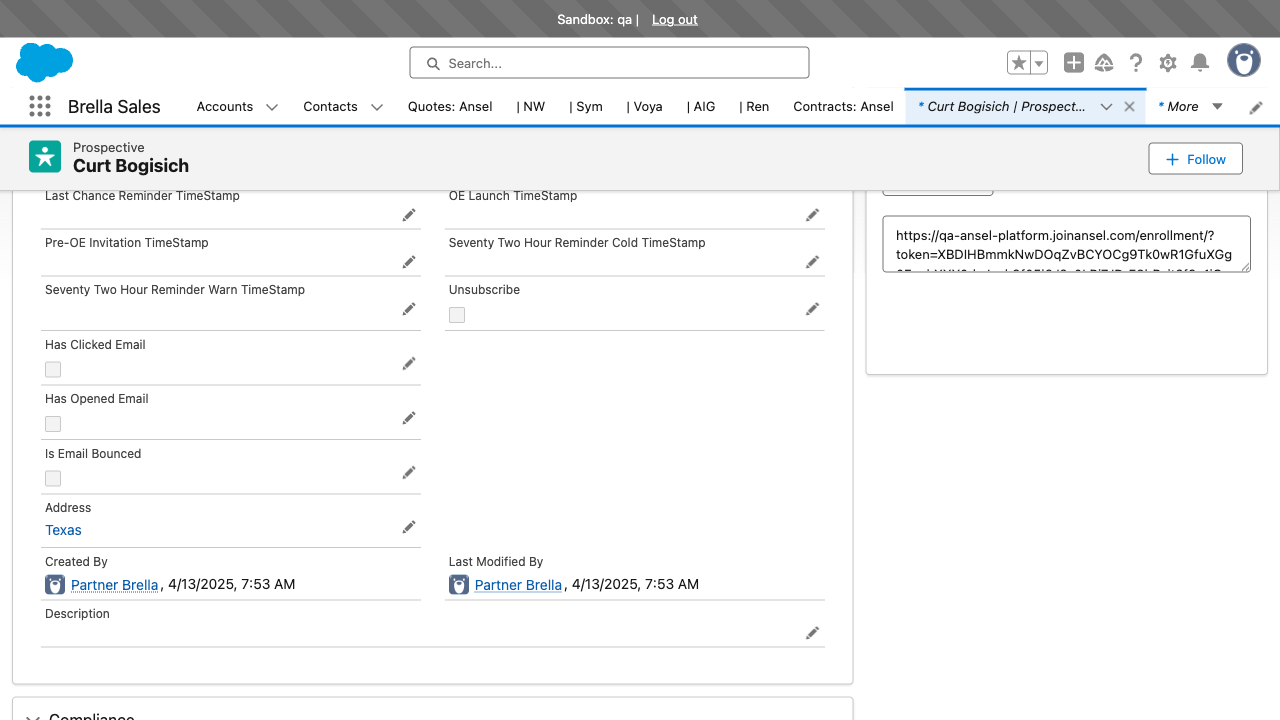 Sandbox: qa | Log out
Search...
Brella Sales
Accounts
Contacts
Quotes: Ansel
| NW
| Sym
| Voya
| AIG
| Ren
Contracts: Ansel
* Curt Bogisich | Prospect...
* More
Prospective
Curt Bogisich
Follow
Last Chance Reminder TimeStamp
OE Launch TimeStamp
Pre-OE Invitation TimeStamp
Seventy Two Hour Reminder Cold TimeStamp
Seventy Two Hour Reminder Warn TimeStamp
Unsubscribe
Has Clicked Email
Has Opened Email
Is Email Bounced
Address
Texas
Created By
Partner Brella, 4/13/2025, 7:53 AM
Last Modified By
Partner Brella, 4/13/2025, 7:53 AM
Description
https://qa-ansel-platform.joinansel.com/enrollment/?
token=XBDlHBmmkNwDOqZvBCYOCg9Tk0wR1GfuXGg
Compliance